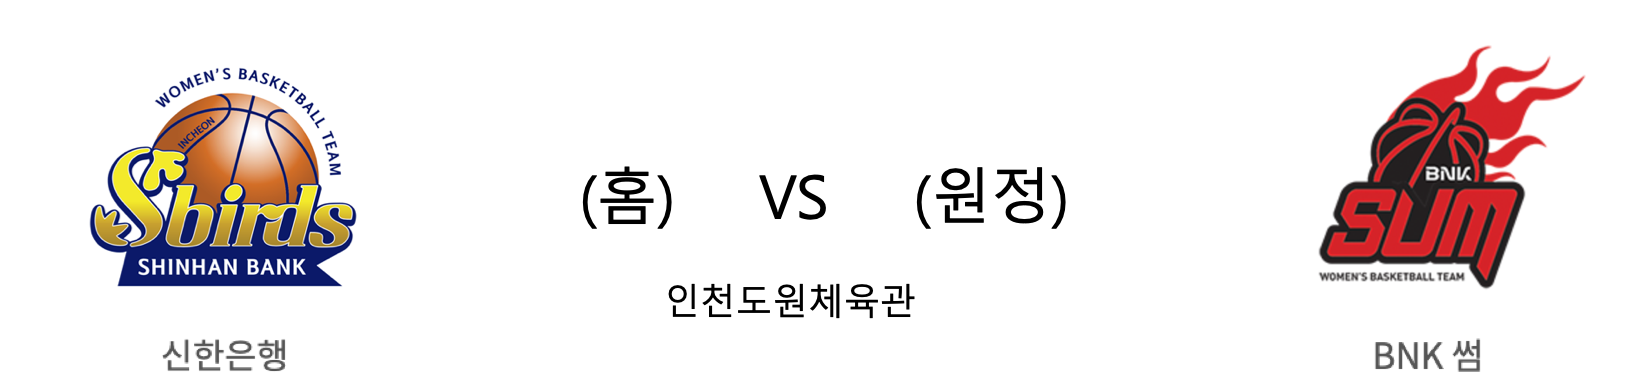 WOMEN'S BASKETBALL TEAM
INCHEON
Sbirds
SHINHAN BANK
신한은행
(홈) VS (원정)
인천도원체육관
BNK
SUM
WOMEN'S BASKETBALL TEAM
BNK 썸